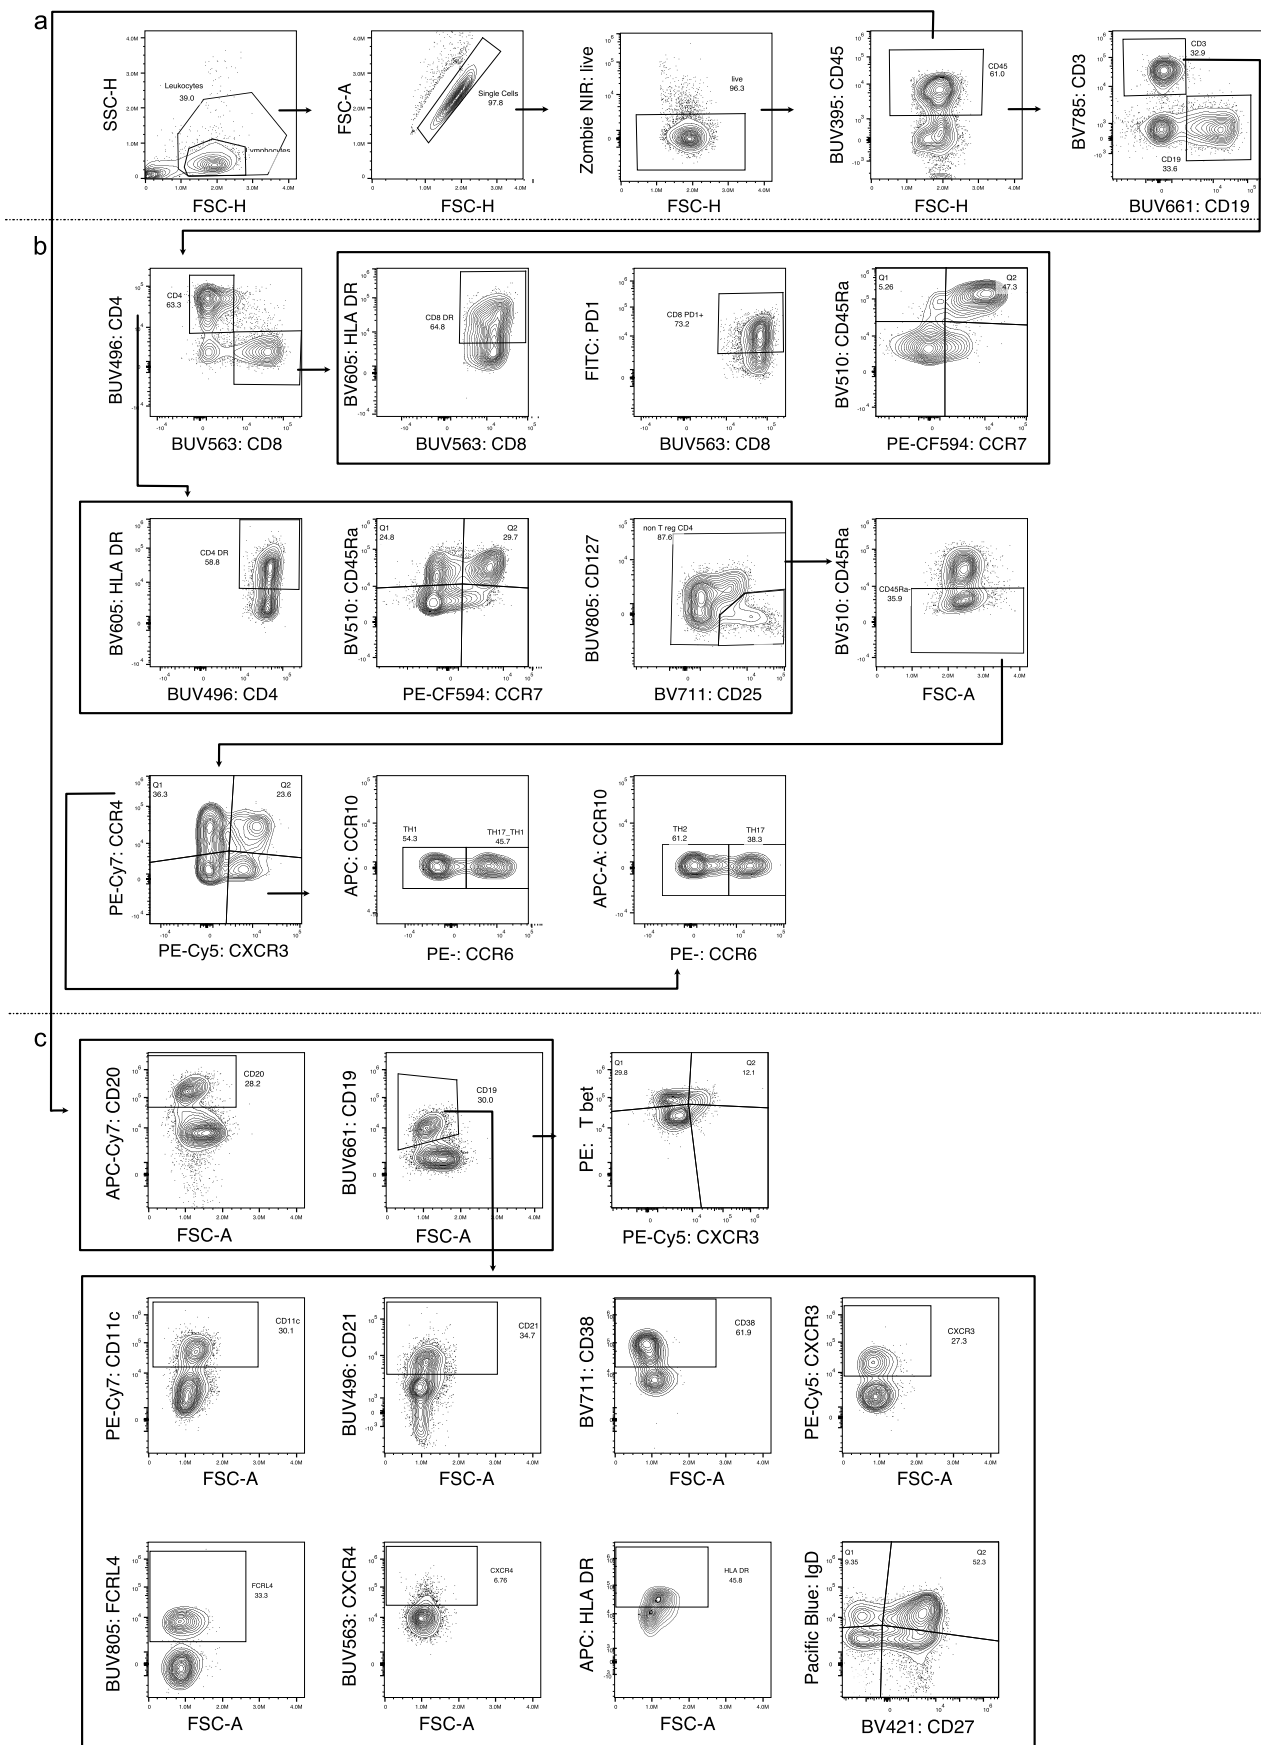 a
SSC-H
Leukocytes
39.0
FSC-H
FSC-A
Single Cells
97.8
FSC-H
Zombie NIR: live
live
96.3
FSC-H
BUV395: CD45
CD45
61.0
FSC-H
BV785: CD3
CD3
32.9
CD19
33.6
BUV661: CD19
b
BUV496: CD4
CD4
63.3
BUV563: CD8
BV605: HLA DR
CD8 DR
64.8
BUV563: CD8
FITC: PD1
CD8 PD1+
73.2
BUV563: CD8
BV510: CD45Ra
Q1
5.26
Q2
47.3
PE-CF594: CCR7
BV605: HLA DR
CD4 DR
58.8
BUV496: CD4
BV510: CD45Ra
Q1
24.8
Q2
29.7
PE-CF594: CCR7
BUV805: CD127
non T reg CD4
87.6
BV711: CD25
BV510: CD45Ra
CD45Ra-
35.9
FSC-A
PE-Cy7: CCR4
Q1
36.3
Q2
23.6
PE-Cy5: CXCR3
APC: CCR10
TH1
54.3
TH17_TH1
45.7
PE-: CCR6
APC-A: CCR10
TH2
61.2
TH17
38.3
PE-: CCR6
c
APC-Cy7: CD20
CD20
28.2
FSC-A
BUV661: CD19
CD19
30.0
FSC-A
PE: T bet
Q1
29.8
Q2
12.1
PE-Cy5: CXCR3
PE-Cy7: CD11c
CD11c
30.1
FSC-A
BUV496: CD21
CD21
34.7
FSC-A
BV711: CD38
CD38
61.9
FSC-A
PE-Cy5: CXCR3
CXCR3
27.3
FSC-A
BUV805: FCRL4
FCRL4
33.3
FSC-A
BUV563: CXCR4
CXCR4
6.76
FSC-A
APC: HLA DR
HLA DR
45.8
FSC-A
Pacific Blue: IgD
Q1
9.35
Q2
52.3
BV421: CD27